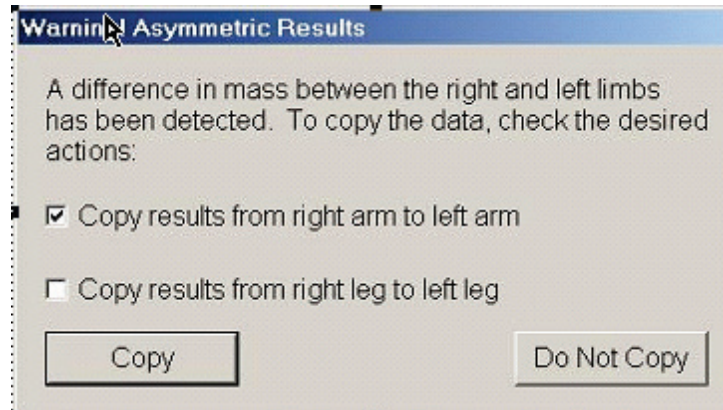 Warning! Asymmetric Results
A difference in mass between the right and left limbs
has been detected. To copy the data, check the desired
actions:
Copy results from right arm to left arm
Copy results from right leg to left leg
Copy
Do Not Copy